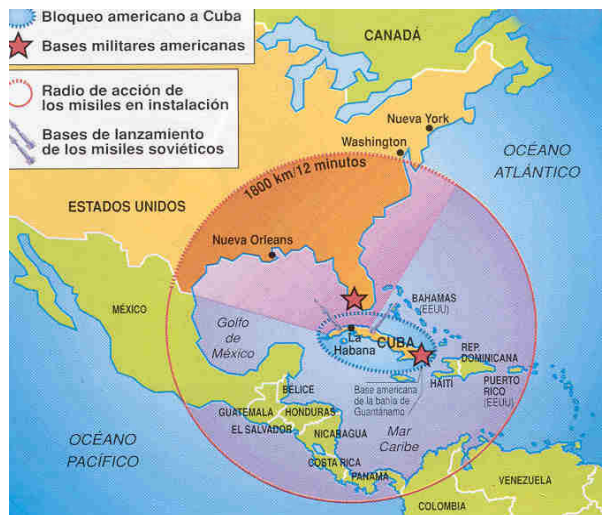 Bloqueo americano a Cuba
Bases militares americanas
Radio de acción de
los misiles en instalación
Bases de lanzamiento
de los misiles soviéticos
CANADÁ
Nueva York
Washington
OCÉANO
ATLÁNTICO
1800 km/12 minutos
ESTADOS UNIDOS
Nueva Orleans
MÉXICO
Golfo
de
México
BAHAMAS
(EEUU)
La
Habana
CUBA
REP.
DOMINICANA
HAITÍ
PUERTO
RICO
(EEUU)
Base americana
de la bahía de
Guantánamo
BELICE
GUATEMALA
HONDURAS
EL SALVADOR
NICARAGUA
Mar
Caribe
COSTA RICA
PANAMA
OCÉANO
PACÍFICO
VENEZUELA
COLOMBIA